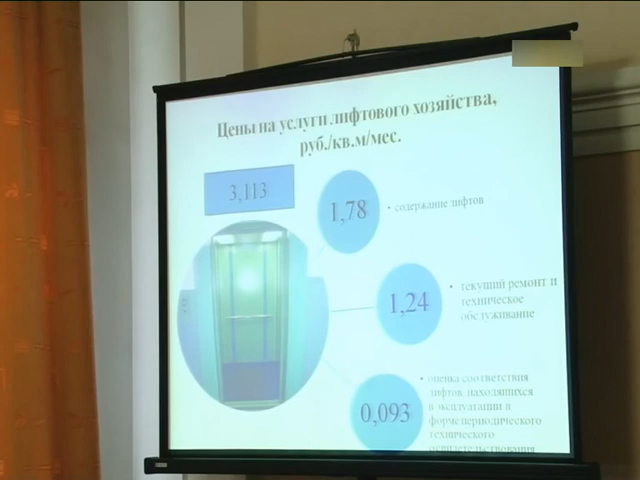 Цены на услуги лифтового хозяйства,
руб./кв.м/мес.
3,113
1,78
• содержание лифтов
1,24
• текущий ремонт и
техническое
обслуживание
0,093
• оценка соответствия
лифтов, находящихся
в эксплуатации в
форме периодического
технического
освидетельствования